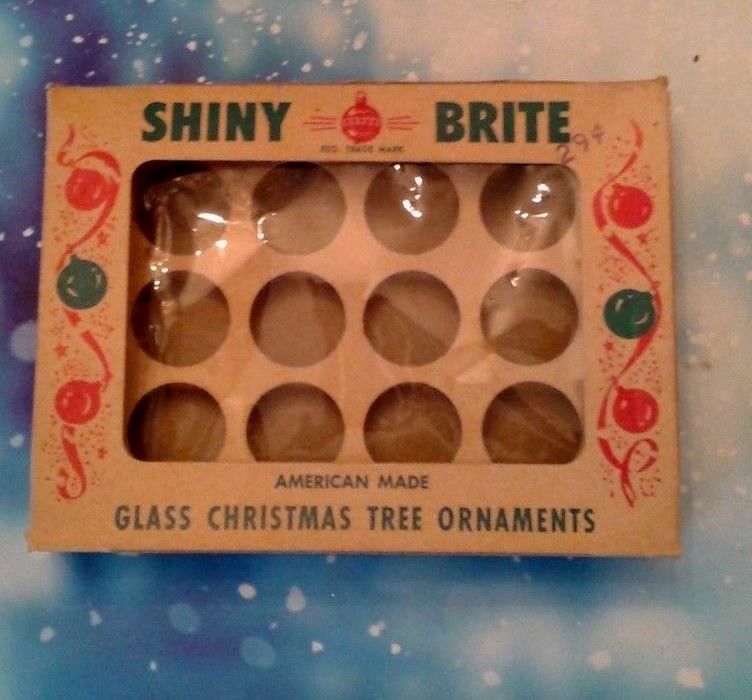 SHINY BRITE
REG. TRADE MARK
29¢
AMERICAN MADE
GLASS CHRISTMAS TREE ORNAMENTS